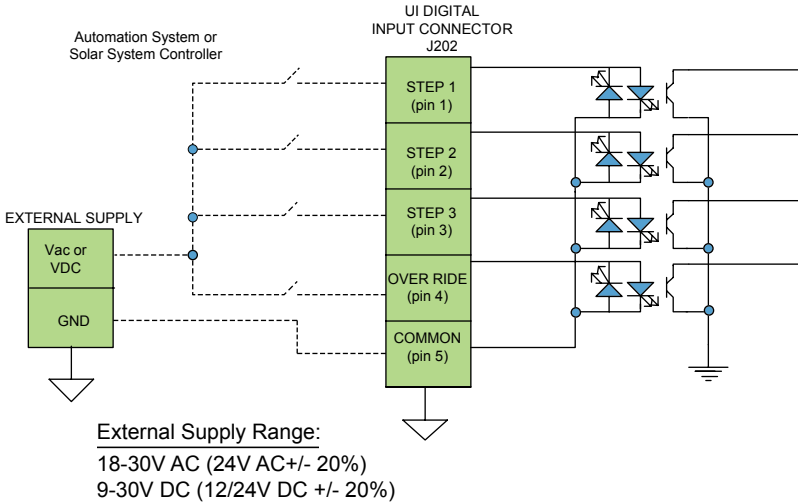 Automation System or
Solar System Controller
UI DIGITAL
INPUT CONNECTOR
J202
STEP 1
(pin 1)
STEP 2
(pin 2)
STEP 3
(pin 3)
OVER RIDE
(pin 4)
COMMON
(pin 5)
EXTERNAL SUPPLY
Vac or
VDC
GND
External Supply Range:
18-30V AC (24V AC+/- 20%)
9-30V DC (12/24V DC +/- 20%)